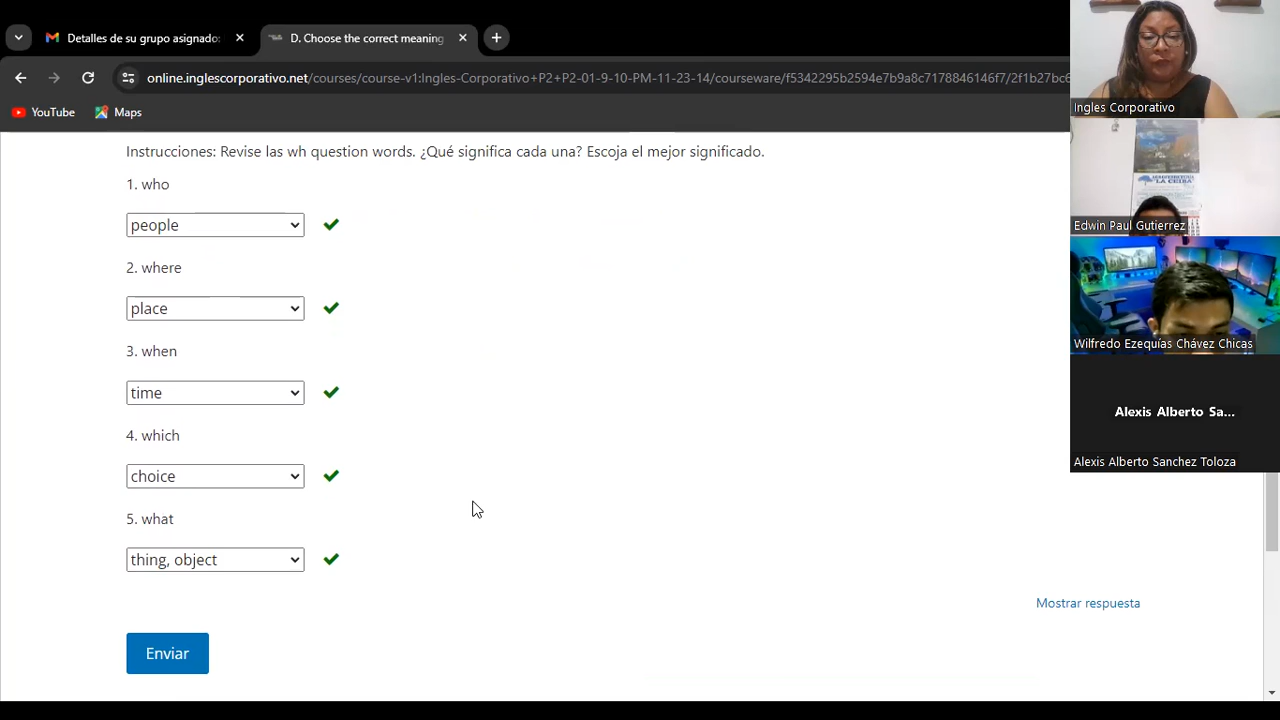 Detalles de su grupo asignado:
D. Choose the correct meaning
online.inglescorporativo.net/courses/course-v1:Ingles-Corporativo+P2+P2-01-9-10-PM-11-23-14/courseware/f5342295b2594e7b9a8c7178846146f7/2f1b27bc6
YouTube
Maps
Instrucciones: Revise las wh question words. ¿Qué significa cada una? Escoja el mejor significado.
1. who
people
2. where
place
3. when
time
4. which
choice
5. what
thing, object
Mostrar respuesta
Enviar
Ingles Corporativo
"LA CEIBA"
Edwin Paul Gutierrez
Wilfredo Ezequías Chávez Chicas
Alexis Alberto Sa...
Alexis Alberto Sanchez Toloza